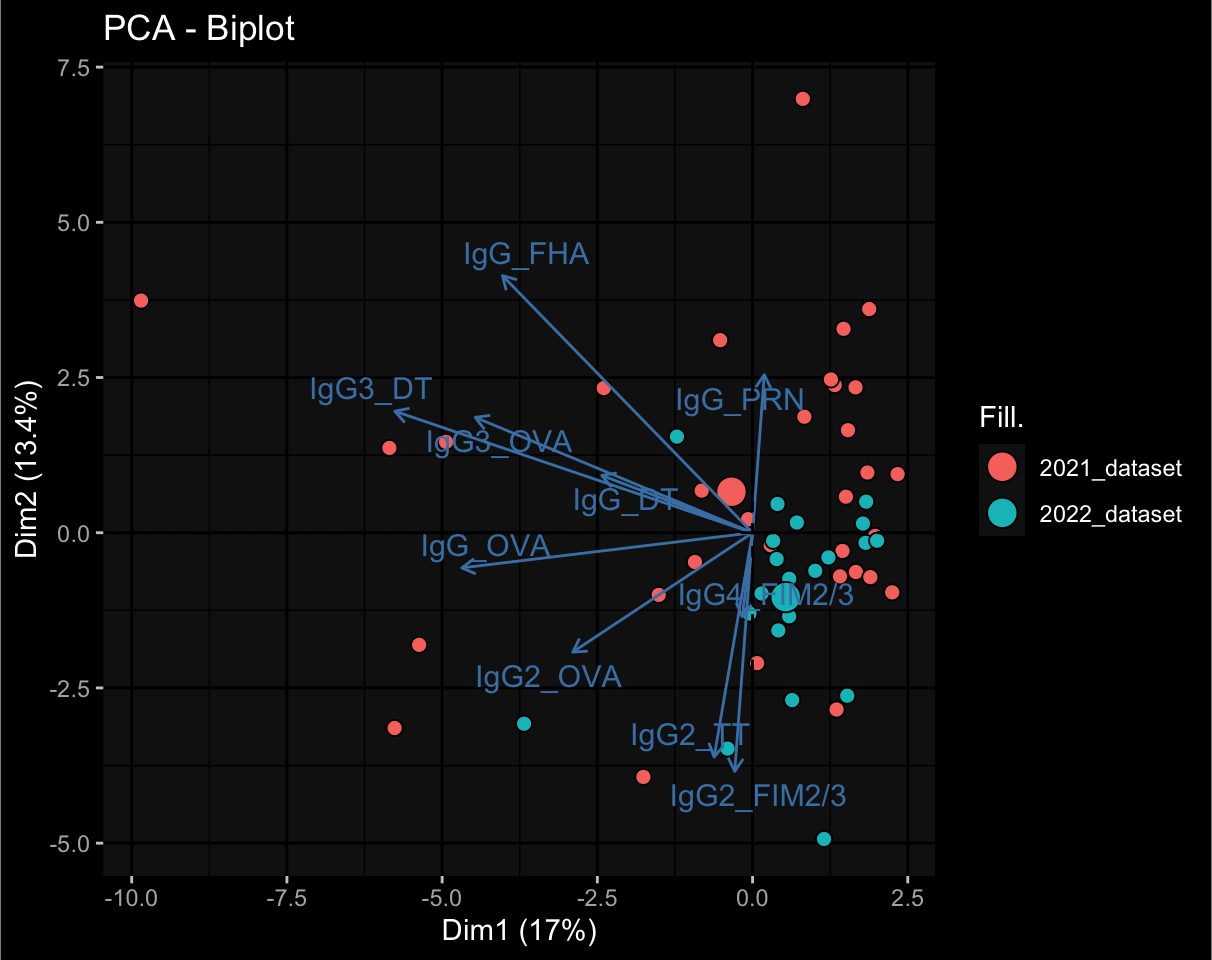 PCA - Biplot
7.5
5.0
2.5
0.0
-2.5
-5.0
Dim2 (13.4%)
IgG_FHA
IgG3_DT
IgG_PRN
IgG3_OVA
IgG_DT
IgG_OVA
IgG4_FIM2/3
IgG2_OVA
IgG2_TT
IgG2_FIM2/3
-10.0
-7.5
-5.0
-2.5
0.0
2.5
Dim1 (17%)
Fill.
2021_dataset
2022_dataset